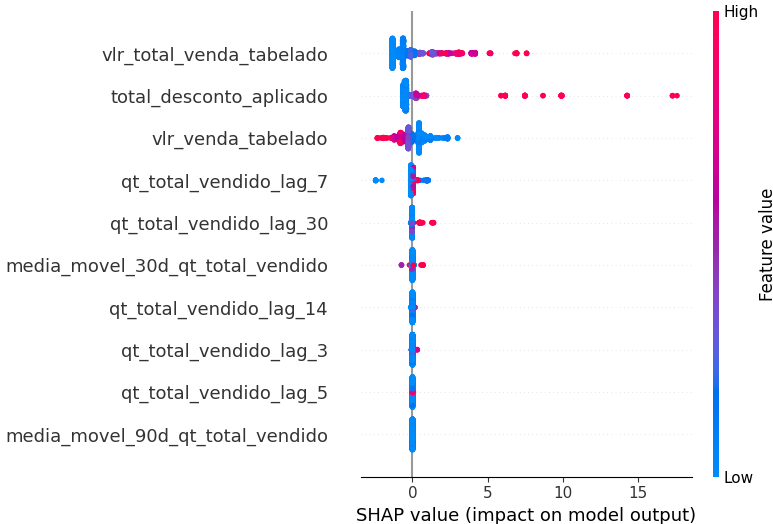 High
vlr_total_venda_tabelado
total_desconto_aplicado
vlr_venda_tabelado
qt_total_vendido_lag_7
qt_total_vendido_lag_30
media_movel_30d_qt_total_vendido
qt_total_vendido_lag_14
qt_total_vendido_lag_3
qt_total_vendido_lag_5
media_movel_90d_qt_total_vendido
Feature value
Low
0 5 10 15
SHAP value (impact on model output)